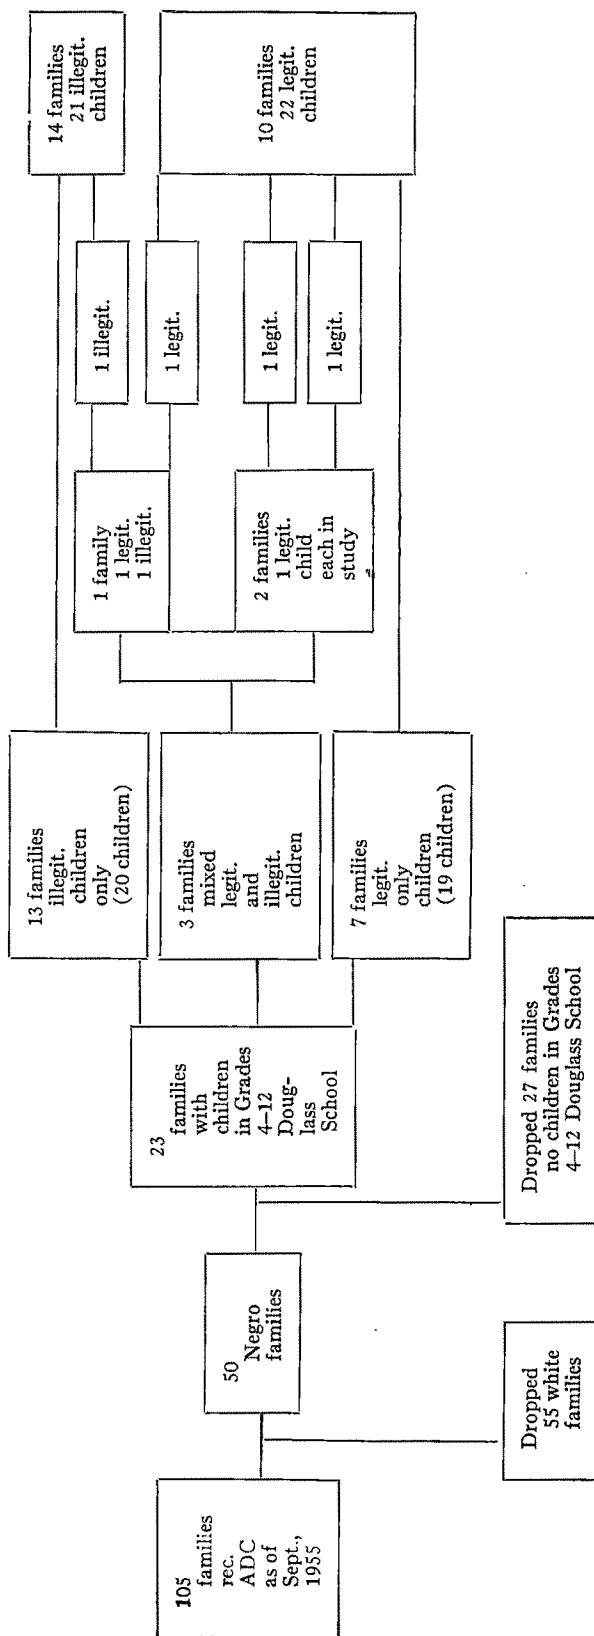 105
families
rec.
ADC
as of
Sept.,
1955
Dropped
55 white
families
50
Negro
families
Dropped 27 families
no children in Grades
4–12 Douglass School
23
families
with
children
in Grades
4–12
Doug-
lass
School
13 families
illegit.
children
only
(20 children)
3 families
mixed
legit.
and
illegit.
children
7 families
legit.
only
children
(19 children)
1 family
1 legit.
1 illegit.
2 families
1 legit.
child
each in
study
1 illegit.
1 legit.
1 legit.
1 legit.
14 families
21 illegit.
children
10 families
22 legit.
children